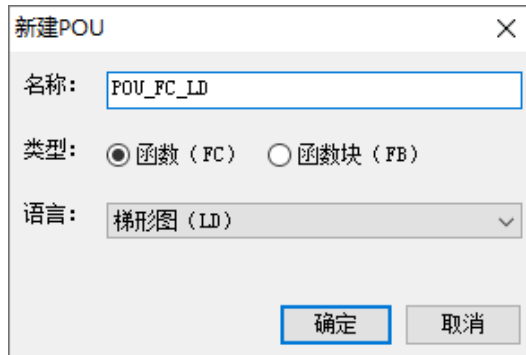 新建POU
名称：
POU_FC_LD
类型：
函数（FC）
函数块（FB）
语言：
梯形图（LD）
确定
取消